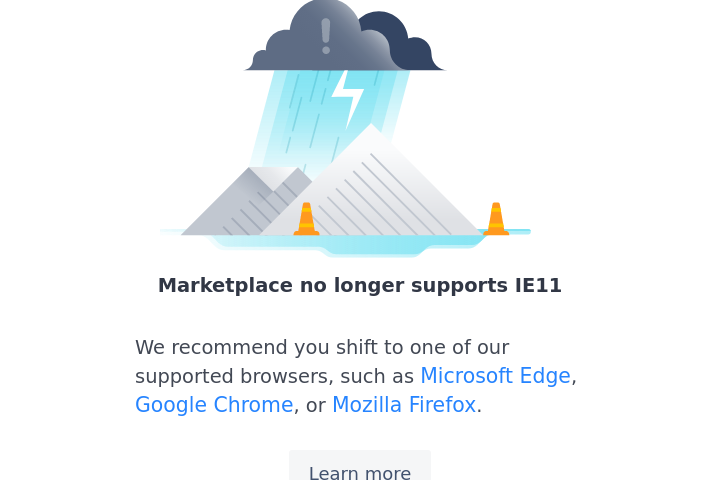 Marketplace no longer supports IE11
We recommend you shift to one of our
supported browsers, such as Microsoft Edge,
Google Chrome, or Mozilla Firefox.
Learn more